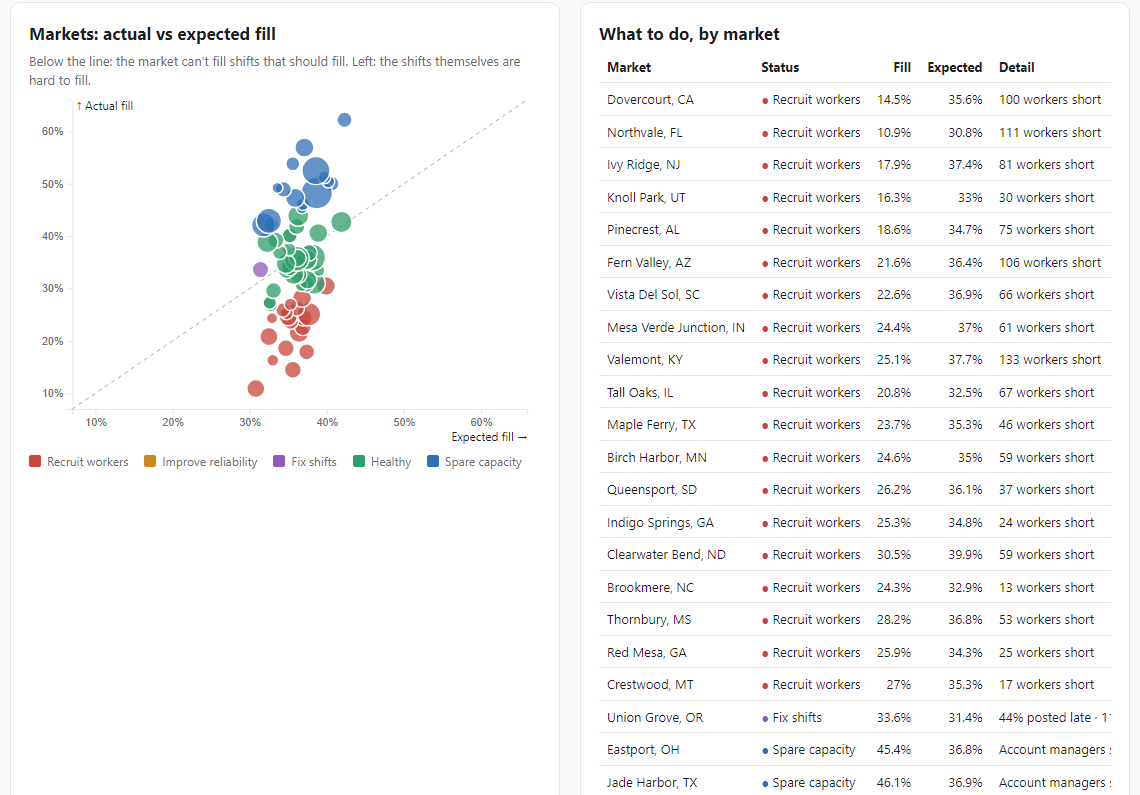 Markets: actual vs expected fill
Below the line: the market can't fill shifts that should fill. Left: the shifts themselves are
hard to fill.
↑ Actual fill
60%
50%
40%
30%
20%
10%
10% 20% 30% 40% 50% 60%
Expected fill →
Recruit workers Improve reliability Fix shifts Healthy Spare capacity
What to do, by market
Market Status Fill Expected Detail
Dovercourt, CA Recruit workers 14.5% 35.6% 100 workers short
Northvale, FL Recruit workers 10.9% 30.8% 111 workers short
Ivy Ridge, NJ Recruit workers 17.9% 37.4% 81 workers short
Knoll Park, UT Recruit workers 16.3% 33% 30 workers short
Pinecrest, AL Recruit workers 18.6% 34.7% 75 workers short
Fern Valley, AZ Recruit workers 21.6% 36.4% 106 workers short
Vista Del Sol, SC Recruit workers 22.6% 36.9% 66 workers short
Mesa Verde Junction, IN Recruit workers 24.4% 37% 61 workers short
Valemont, KY Recruit workers 25.1% 37.7% 133 workers short
Tall Oaks, IL Recruit workers 20.8% 32.5% 67 workers short
Maple Ferry, TX Recruit workers 23.7% 35.3% 46 workers short
Birch Harbor, MN Recruit workers 24.6% 35% 59 workers short
Queensport, SD Recruit workers 26.2% 36.1% 37 workers short
Indigo Springs, GA Recruit workers 25.3% 34.8% 24 workers short
Clearwater Bend, ND Recruit workers 30.5% 39.9% 59 workers short
Brookmere, NC Recruit workers 24.3% 32.9% 13 workers short
Thornbury, MS Recruit workers 28.2% 36.8% 53 workers short
Red Mesa, GA Recruit workers 25.9% 34.3% 25 workers short
Crestwood, MT Recruit workers 27% 35.3% 17 workers short
Union Grove, OR Fix shifts 33.6% 31.4% 44% posted late ·
Eastport, OH Spare capacity 45.4% 36.8% Account managers
Jade Harbor, TX Spare capacity 46.1% 36.9% Account managers